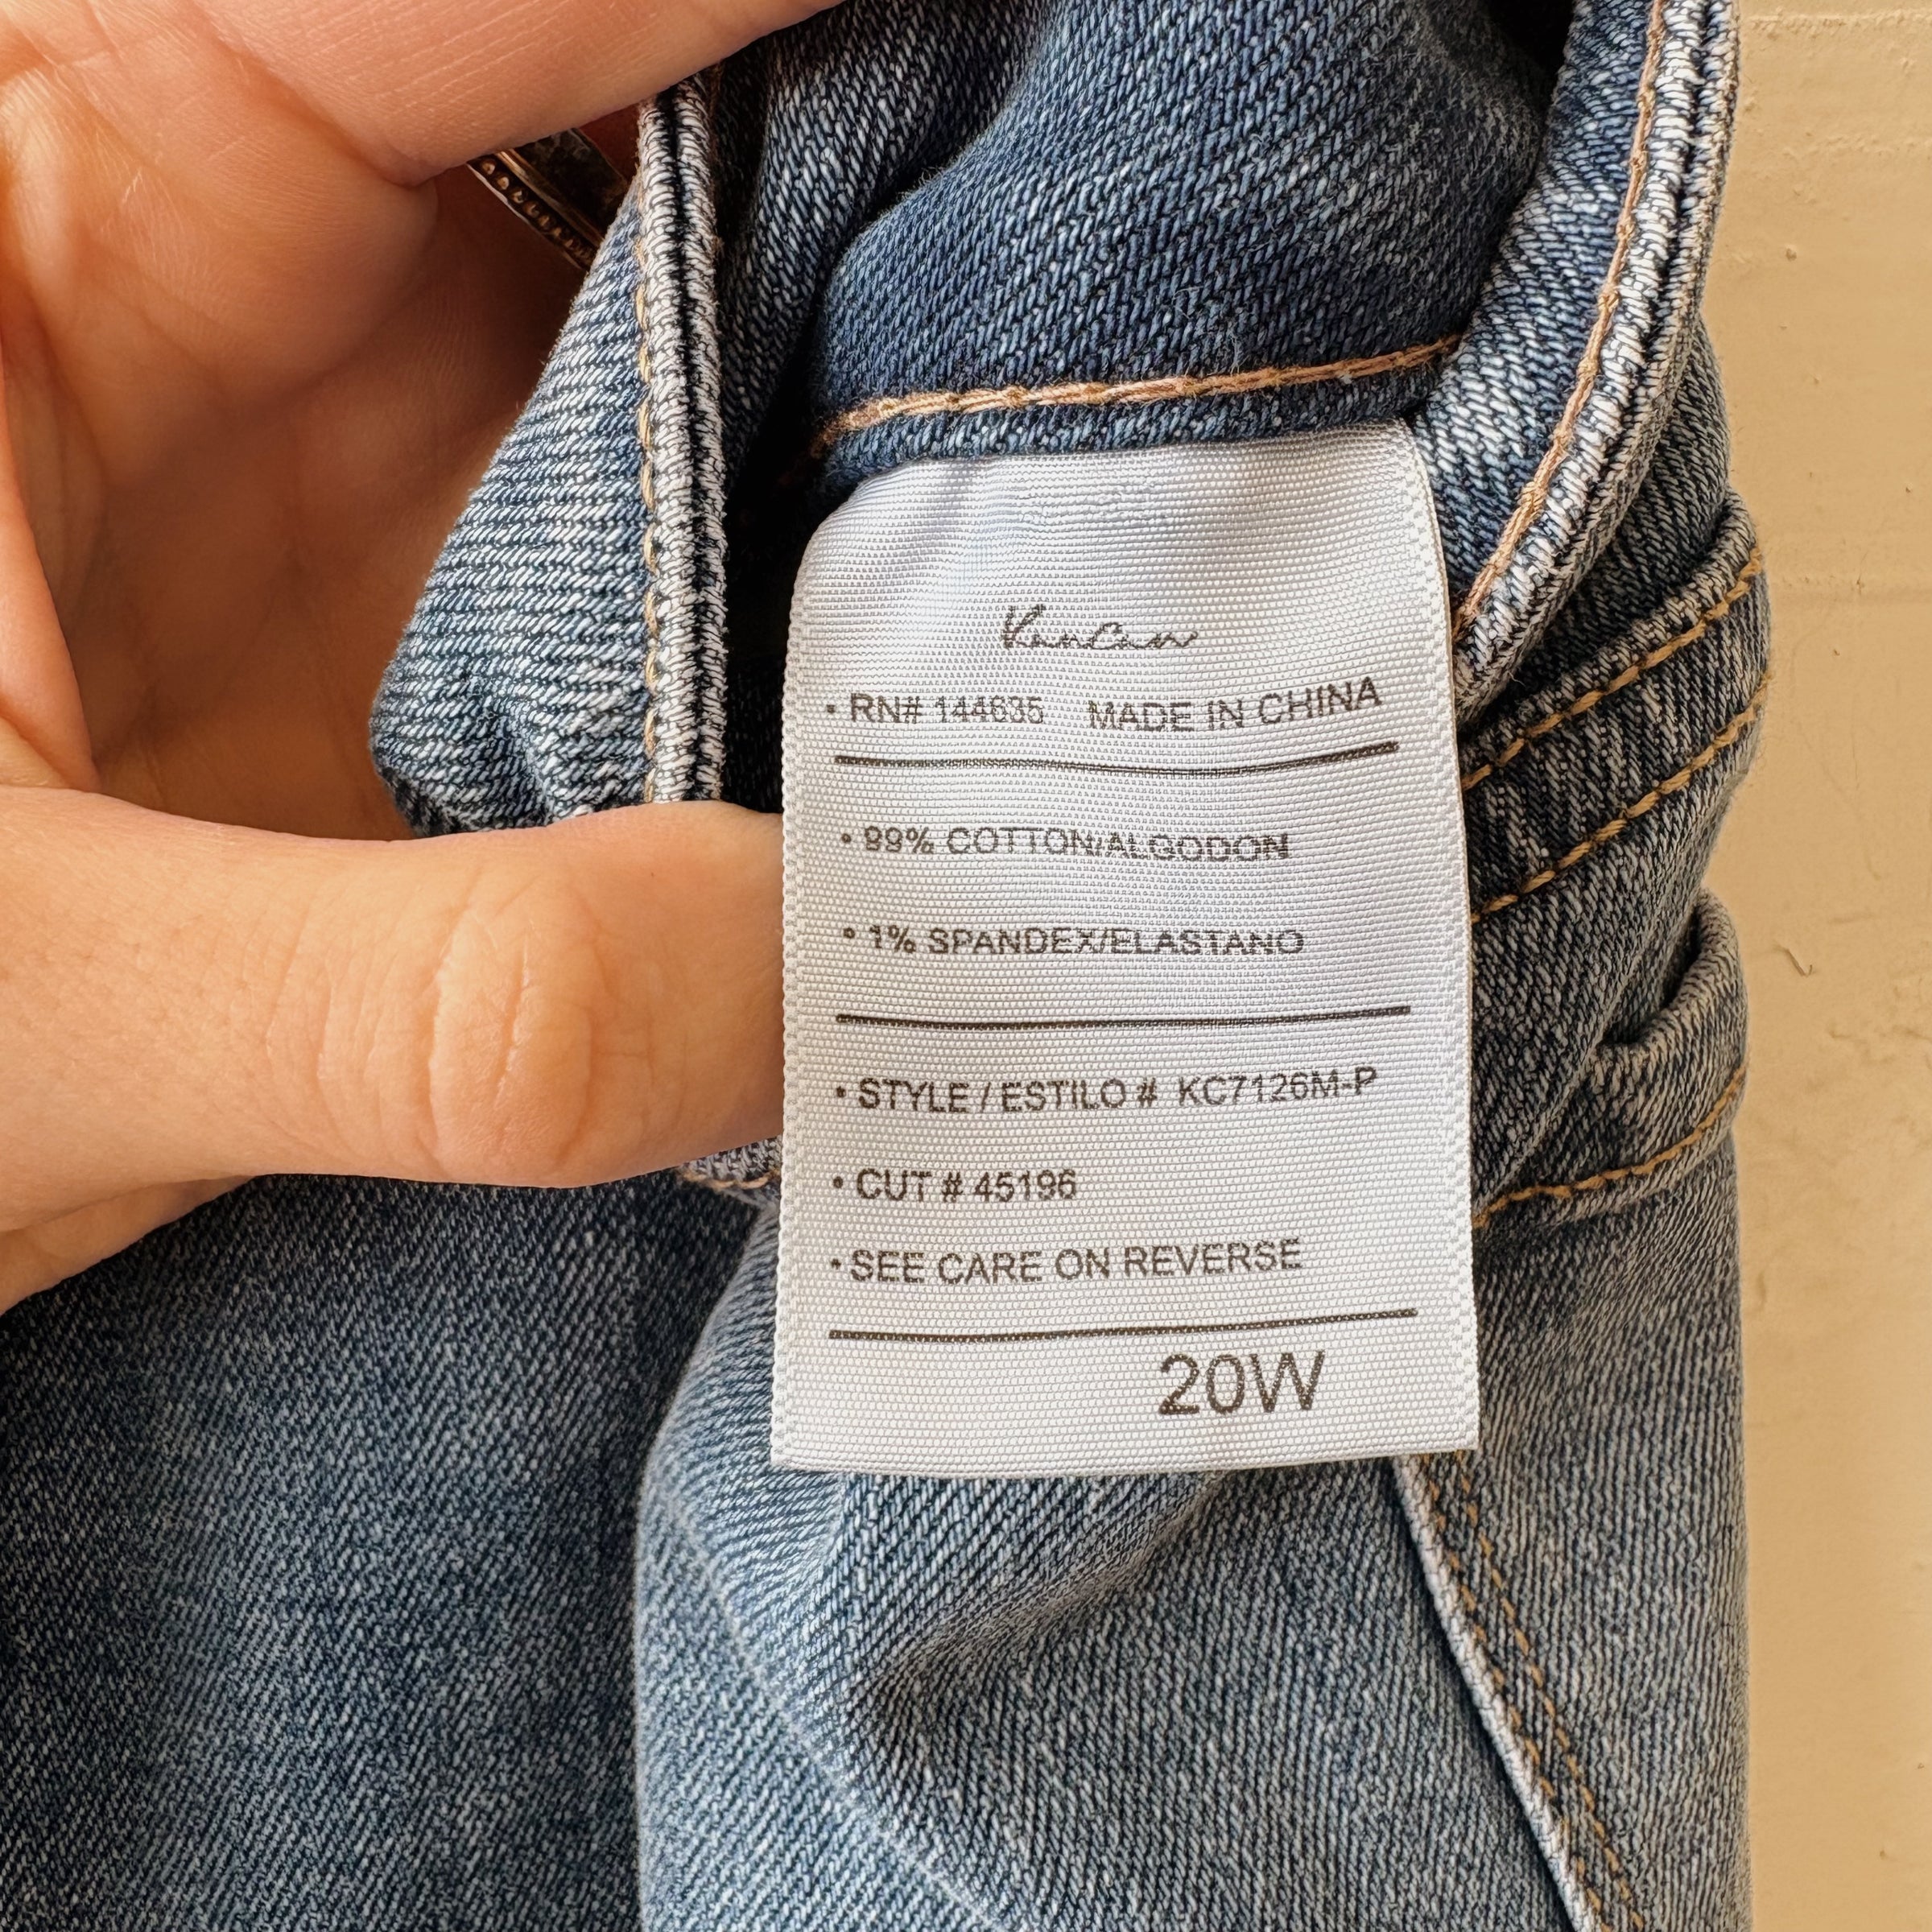 KanCan
• RN# 144635 MADE IN CHINA
• 99% COTTON/ALGODON
• 1% SPANDEX/ELASTANO
• STYLE / ESTILO # KC7126M-P
• CUT # 45196
• SEE CARE ON REVERSE
20W